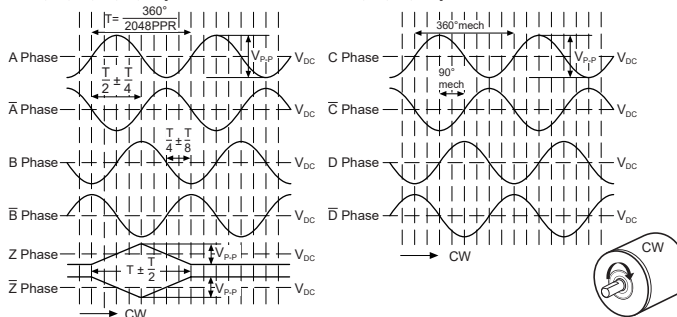 T= 360° / 2048PPR
A Phase V_P-P V_DC
T/2 ± T/4
A̅ Phase V_DC
T/4 ± T/8
B Phase V_DC
B̅ Phase V_DC
Z Phase V_P-P V_DC
T ± T/2
Z̅ Phase V_P-P V_DC
CW
360°mech
C Phase V_P-P V_DC
90°
mech
C̅ Phase V_DC
D Phase V_DC
D̅ Phase V_DC
CW
CW